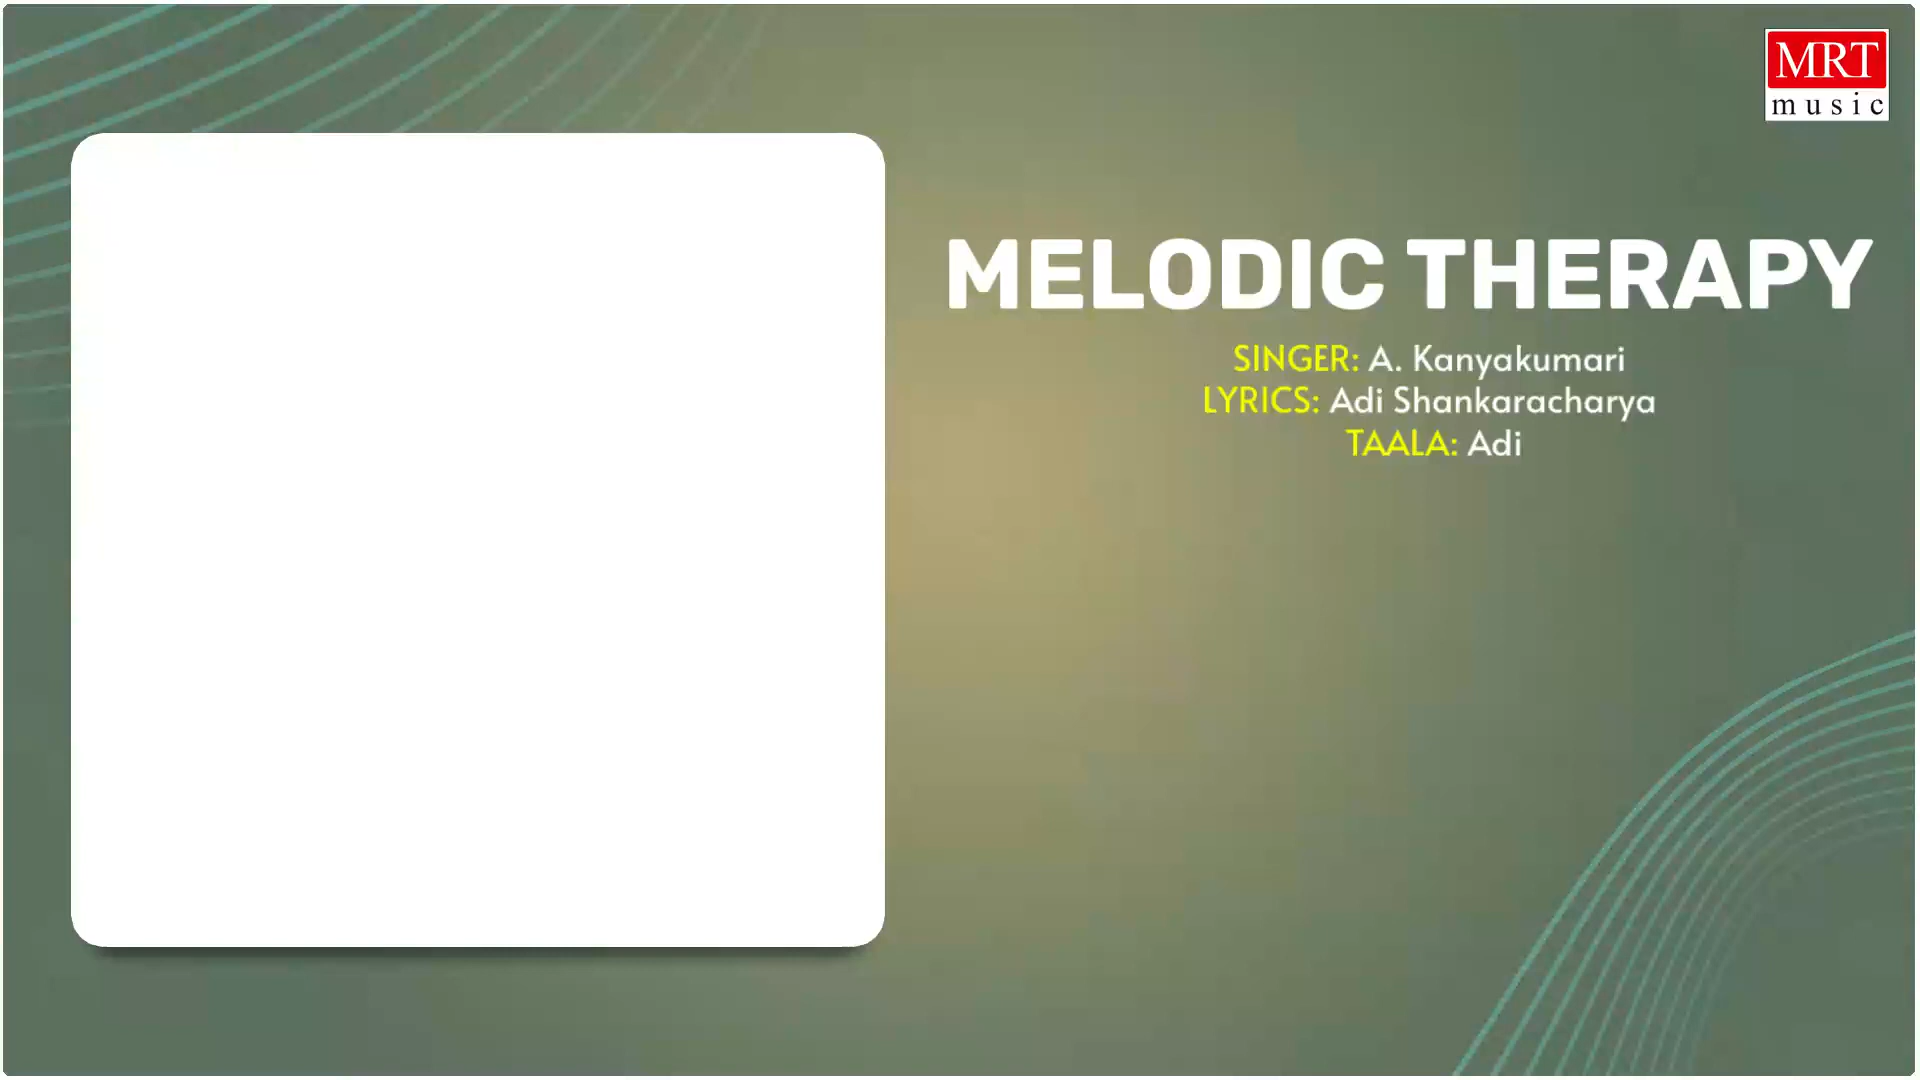 MRT
music
MELODIC THERAPY
SINGER: A. Kanyakumari
LYRICS: Adi Shankaracharya
TAALA: Adi